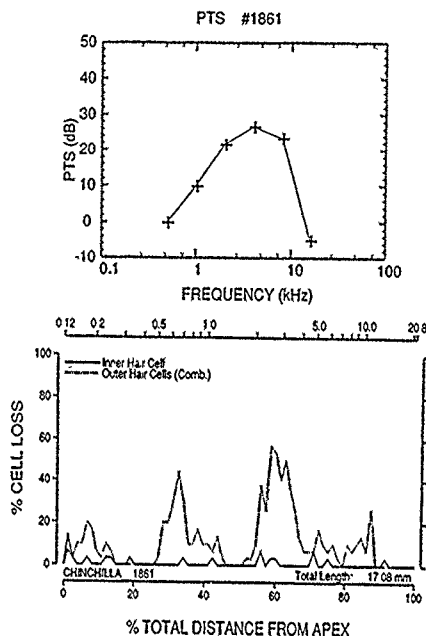 PTS #1861
50
40
30
20
10
0
-10
PTS (dB)
0.1 1 10 100
FREQUENCY (kHz)
0 12 0 2 0.5 1 0 2 5.0 10.0 20 8
100
80
60
40
20
0
% CELL LOSS
Inner Hair Cell
Outer Hair Cells (Comb.)
CHINCHILLA 1861 Total Length: 17 08 mm
0 20 40 60 80 100
% TOTAL DISTANCE FROM APEX